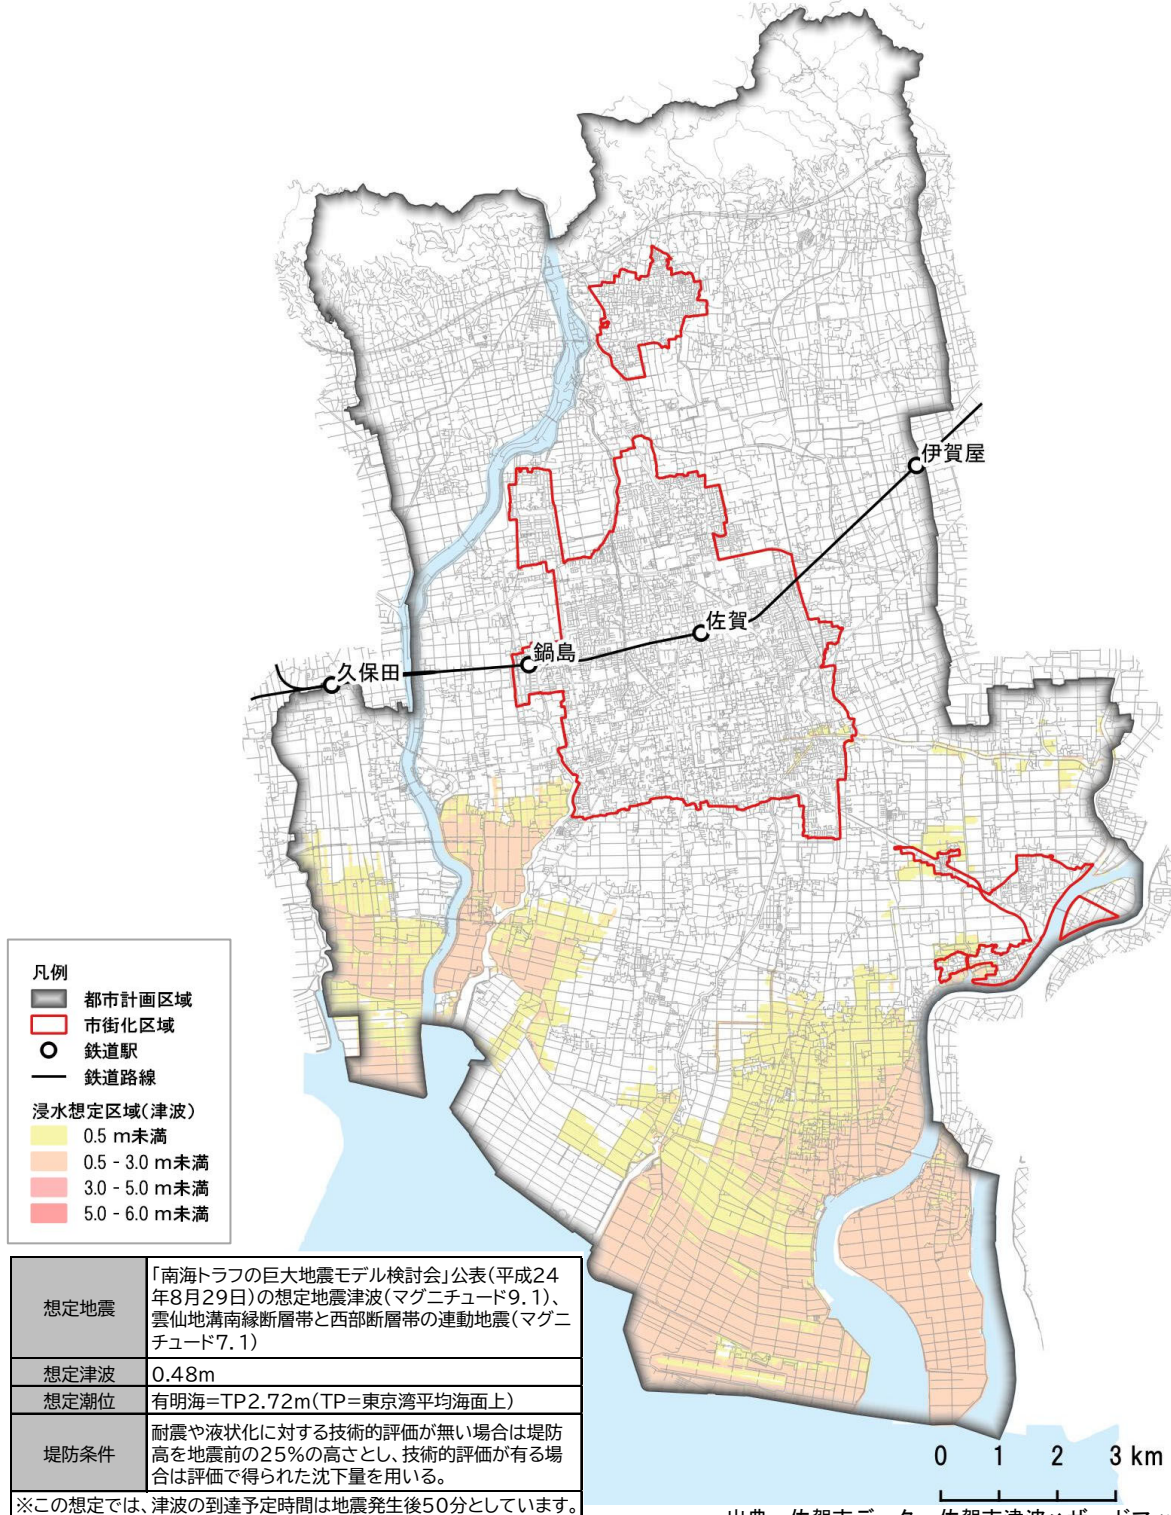 伊賀屋
佐賀
鍋島
久保田
凡例
都市計画区域
市街化区域
鉄道駅
鉄道路線
浸水想定区域(津波)
0.5 m未満
0.5 - 3.0 m未満
3.0 - 5.0 m未満
5.0 - 6.0 m未満
想定地震
「南海トラフの巨大地震モデル検討会」公表(平成24
年8月29日)の想定地震津波(マグニチュード9.1)、
雲仙地溝南縁断層帯と西部断層帯の連動地震(マグニ
チュード7.1)
想定津波
0.48m
想定潮位
有明海=TP2.72m(TP=東京湾平均海面上)
堤防条件
耐震や液状化に対する技術的評価が無い場合は堤防
高を地震前の25%の高さとし、技術的評価が有る場
合は評価で得られた沈下量を用いる。
※この想定では、津波の到達予定時間は地震発生後50分としています。
0 1 2 3 km